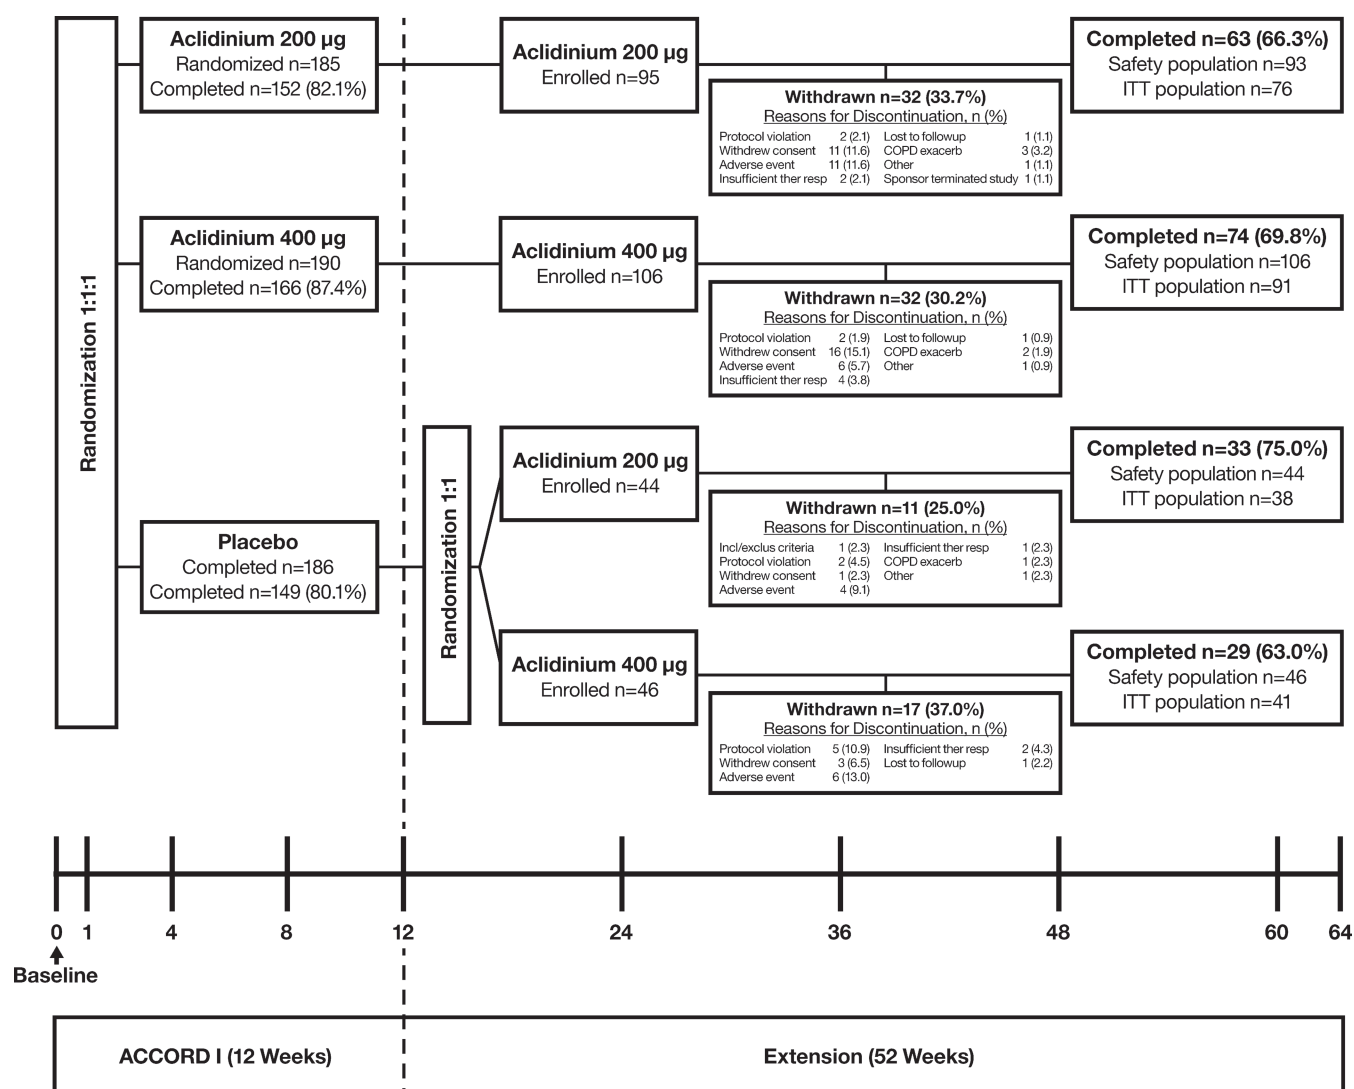 Randomization 1:1:1
Aclidinium 200 µg
Randomized n=185
Completed n=152 (82.1%)
Aclidinium 200 µg
Enrolled n=95
Withdrawn n=32 (33.7%)
Reasons for Discontinuation, n (%)
Protocol violation 2 (2.1) Lost to followup 1 (1.1)
Withdrew consent 11 (11.6) COPD exacerb 3 (3.2)
Adverse event 11 (11.6) Other 1 (1.1)
Insufficient ther resp 2 (2.1) Sponsor terminated study 1 (1.1)
Completed n=63 (66.3%)
Safety population n=93
ITT population n=76
Aclidinium 400 µg
Randomized n=190
Completed n=166 (87.4%)
Aclidinium 400 µg
Enrolled n=106
Withdrawn n=32 (30.2%)
Reasons for Discontinuation, n (%)
Protocol violation 2 (1.9) Lost to followup 1 (0.9)
Withdrew consent 16 (15.1) COPD exacerb 2 (1.9)
Adverse event 6 (5.7) Other 1 (0.9)
Insufficient ther resp 4 (3.8)
Completed n=74 (69.8%)
Safety population n=106
ITT population n=91
Placebo
Completed n=186
Completed n=149 (80.1%)
Randomization 1:1
Aclidinium 200 µg
Enrolled n=44
Withdrawn n=11 (25.0%)
Reasons for Discontinuation, n (%)
Incl/exclus criteria 1 (2.3) Insufficient ther resp 1 (2.3)
Protocol violation 2 (4.5) COPD exacerb 1 (2.3)
Withdrew consent 1 (2.3) Other 1 (2.3)
Adverse event 4 (9.1)
Completed n=33 (75.0%)
Safety population n=44
ITT population n=38
Aclidinium 400 µg
Enrolled n=46
Withdrawn n=17 (37.0%)
Reasons for Discontinuation, n (%)
Protocol violation 5 (10.9) Insufficient ther resp 2 (4.3)
Withdrew consent 3 (6.5) Lost to followup 1 (2.2)
Adverse event 6 (13.0)
Completed n=29 (63.0%)
Safety population n=46
ITT population n=41
0 1 4 8 12 24 36 48 60 64
Baseline
ACCORD I (12 Weeks) Extension (52 Weeks)